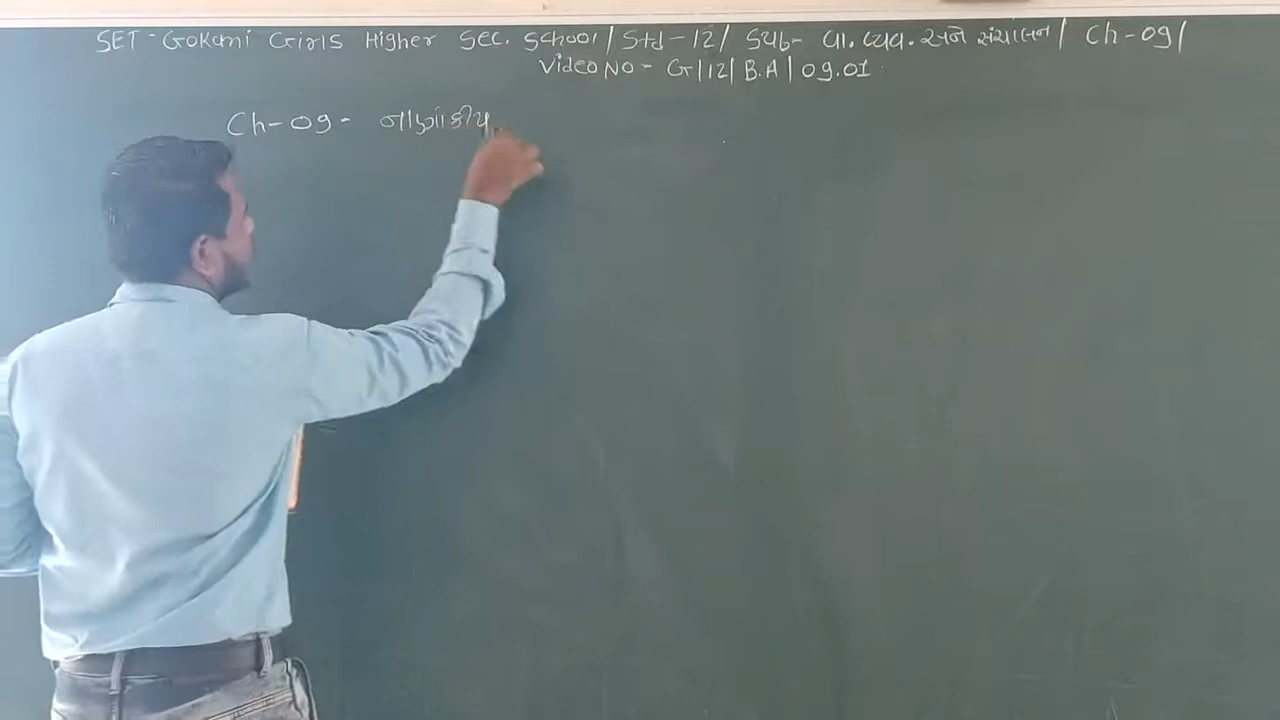 SET - Gokani Girls Higher Sec. School / Std - 12 / Sub - વા. વ્યવ. અને સંચાલન / Ch - 09 /
Video No - G / 12 / B.A / 09.01
Ch - 09 - નાણાંકીય